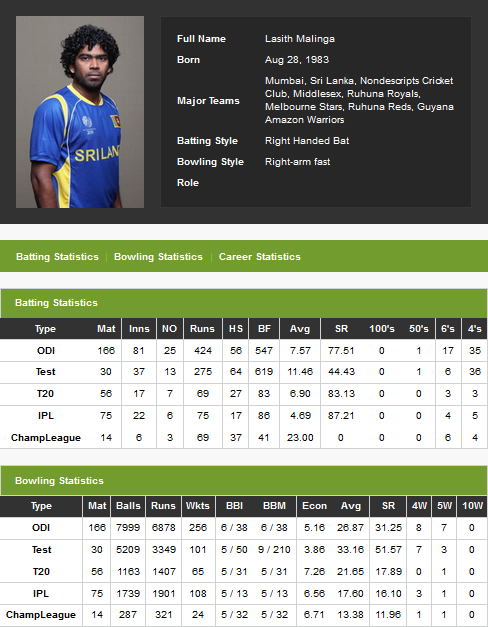 Full Name Lasith Malinga
Born Aug 28, 1983
Major Teams Mumbai, Sri Lanka, Nondescripts Cricket
Club, Middlesex, Ruhuna Royals,
Melbourne Stars, Ruhuna Reds, Guyana
Amazon Warriors
Batting Style Right Handed Bat
Bowling Style Right-arm fast
Role
SRI LAN
Batting Statistics | Bowling Statistics | Career Statistics
Batting Statistics
Type Mat Inns NO Runs HS BF Avg SR 100's 50's 6's 4's
ODI 166 81 25 424 56 547 7.57 77.51 0 1 17 35
Test 30 37 13 275 64 619 11.46 44.43 0 1 6 36
T20 56 17 7 69 27 83 6.90 83.13 0 0 3 3
IPL 75 22 6 75 17 86 4.69 87.21 0 0 4 5
ChampLeague 14 6 3 69 37 41 23.00 0 0 0 6 4
Bowling Statistics
Type Mat Balls Runs Wkts BBI BBM Econ Avg SR 4W 5W 10W
ODI 166 7999 6878 256 6 / 38 6 / 38 5.16 26.87 31.25 8 7 0
Test 30 5209 3349 101 5 / 50 9 / 210 3.86 33.16 51.57 7 3 0
T20 56 1163 1407 65 5 / 31 5 / 31 7.26 21.65 17.89 0 1 0
IPL 75 1739 1901 108 5 / 13 5 / 13 6.56 17.60 16.10 3 1 0
ChampLeague 14 287 321 24 5 / 32 5 / 32 6.71 13.38 11.96 1 1 0